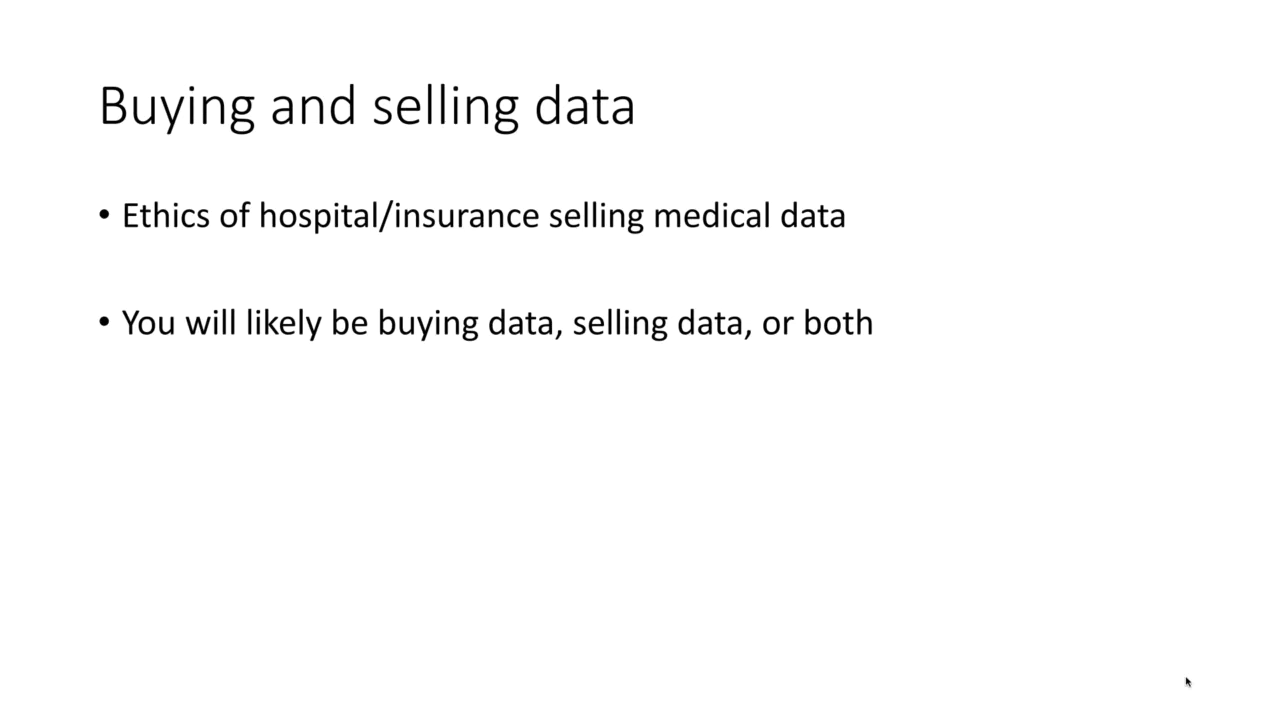 Buying and selling data
• Ethics of hospital/insurance selling medical data
• You will likely be buying data, selling data, or both